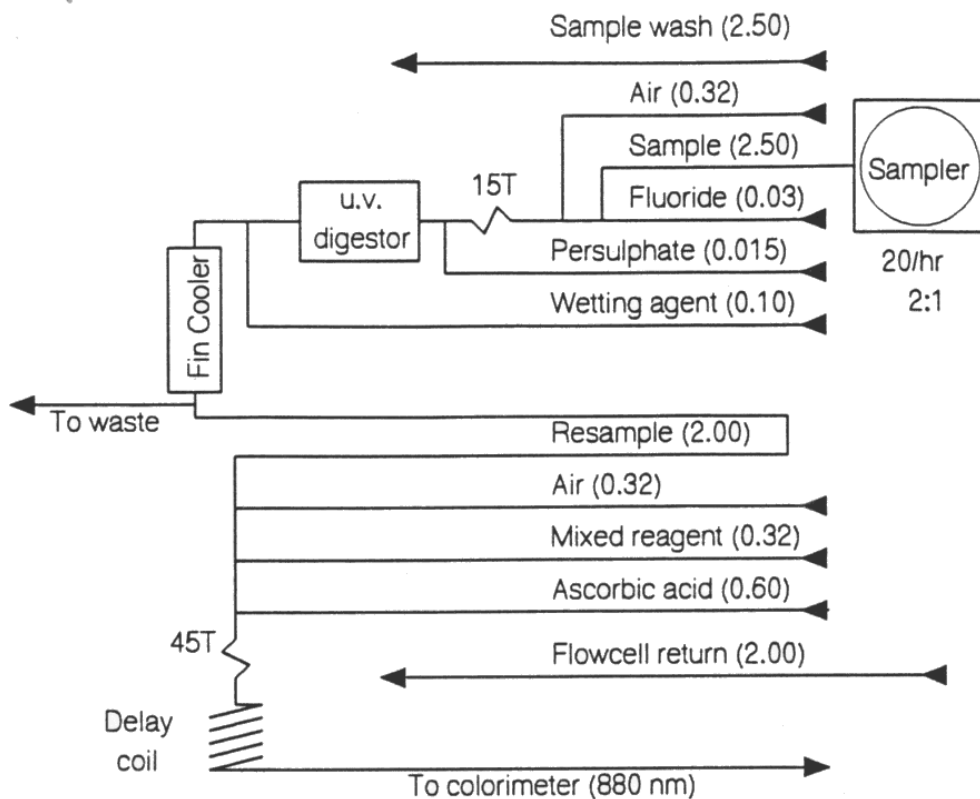 Sample wash (2.50)
Air (0.32)
Sample (2.50)
Sampler
15T
Fluoride (0.03)
u.v.
digestor
Persulphate (0.015)
20/hr
2:1
Wetting agent (0.10)
Fin Cooler
To waste
Resample (2.00)
Air (0.32)
Mixed reagent (0.32)
Ascorbic acid (0.60)
45T
Flowcell return (2.00)
Delay
coil
To colorimeter (880 nm)